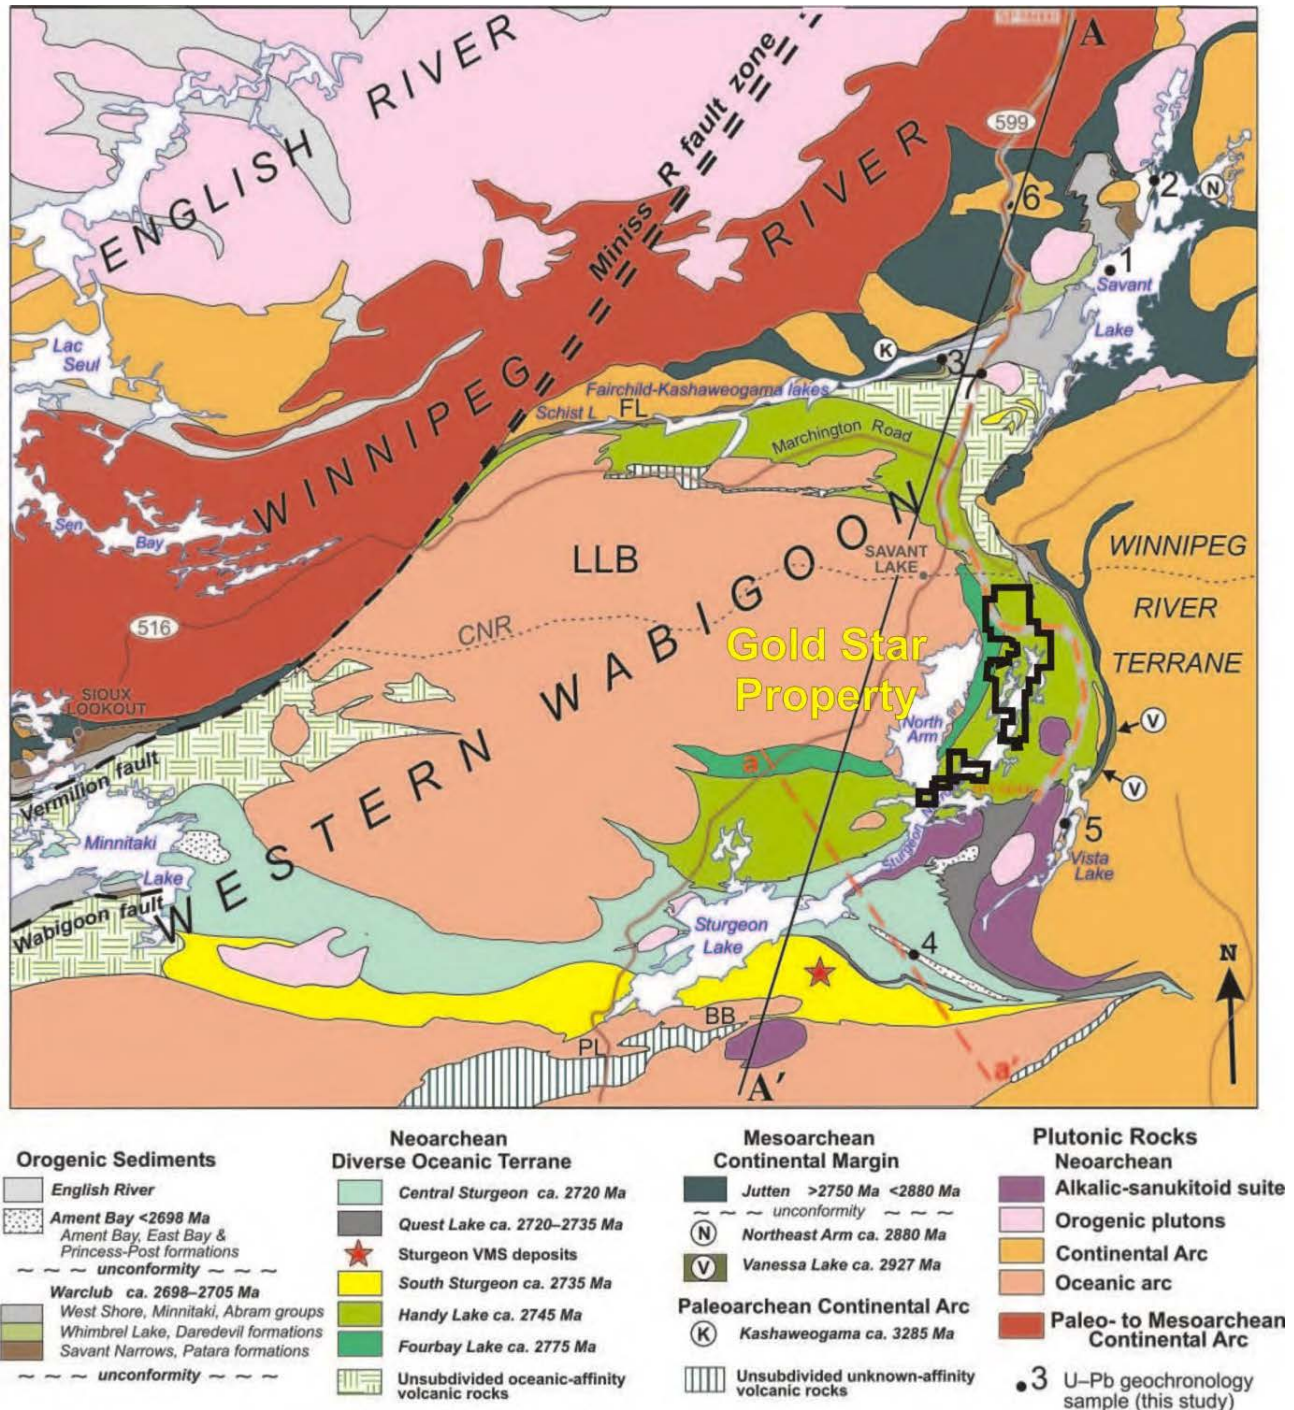 A
ENGLISH RIVER
Miniss R fault zone
599
6
2
N
1
Savant
Lake
Lac
Seul
K
3
7
Fairchild-Kashaweogama lakes
Schist L
FL
Marchington Road
WINNIPEG RIVER
Sen
Bay
LLB
SAVANT
LAKE
WINNIPEG
RIVER
TERRANE
516
CNR
Gold Star
Property
SIOUX
LOOKOUT
North
Arm
V
V
Vermilion fault
a
WESTERN WABIGOON
Minnitaki
Lake
Wabigoon fault
5
Vista
Lake
Sturgeon
Lake
4
N
BB
PL
A′
a'
Orogenic Sediments
English River
Ament Bay <2698 Ma
Ament Bay, East Bay &
Princess-Post formations
~ ~ ~ ~ unconformity ~ ~ ~ ~
Warclub ca. 2698–2705 Ma
West Shore, Minnitaki, Abram groups
Whimbrel Lake, Daredevil formations
Savant Narrows, Patara formations
~ ~ ~ ~ unconformity ~ ~ ~ ~
Neoarchean
Diverse Oceanic Terrane
Central Sturgeon ca. 2720 Ma
Quest Lake ca. 2720–2735 Ma
Sturgeon VMS deposits
South Sturgeon ca. 2735 Ma
Handy Lake ca. 2745 Ma
Fourbay Lake ca. 2775 Ma
Unsubdivided oceanic-affinity
volcanic rocks
Mesoarchean
Continental Margin
Jutten >2750 Ma <2880 Ma
~ ~ ~ unconformity ~ ~ ~
N Northeast Arm ca. 2880 Ma
V Vanessa Lake ca. 2927 Ma
Paleoarchean Continental Arc
K Kashaweogama ca. 3285 Ma
Unsubdivided unknown-affinity
volcanic rocks
Plutonic Rocks
Neoarchean
Alkalic-sanukitoid suite
Orogenic plutons
Continental Arc
Oceanic arc
Paleo- to Mesoarchean
Continental Arc
3 U–Pb geochronology
sample (this study)